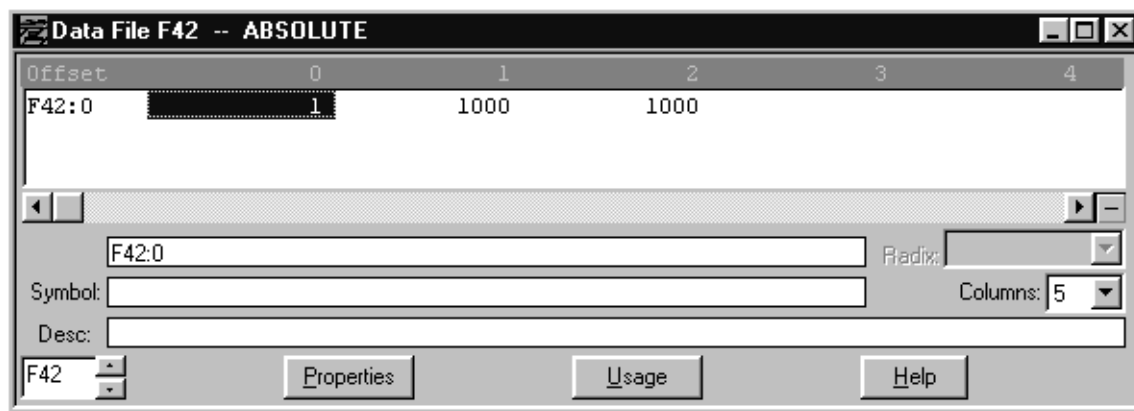 Data File F42 -- ABSOLUTE
Offset 0 1 2 3 4
F42:0 1 1000 1000
F42:0 Radix:
Symbol: Columns: 5
Desc:
F42 Properties Usage Help